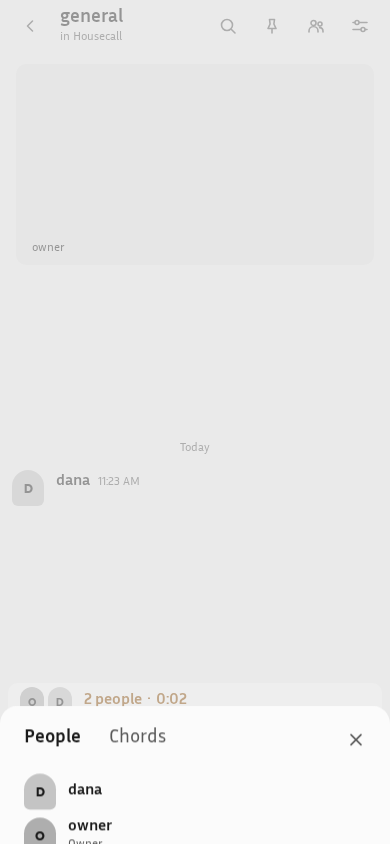 general
in Housecall
owner
Today
D dana 11:23 AM
O D 2 people · 0:02
People Chords
D dana
O owner
Owner